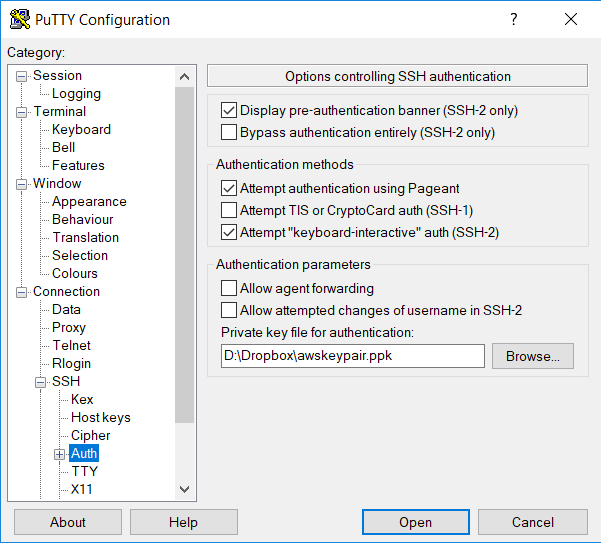 PuTTY Configuration
?
Category:
Session
Logging
Terminal
Keyboard
Bell
Features
Window
Appearance
Behaviour
Translation
Selection
Colours
Connection
Data
Proxy
Telnet
Rlogin
SSH
Kex
Host keys
Cipher
Auth
TTY
X11
Options controlling SSH authentication
Display pre-authentication banner (SSH-2 only)
Bypass authentication entirely (SSH-2 only)
Authentication methods
Attempt authentication using Pageant
Attempt TIS or CryptoCard auth (SSH-1)
Attempt "keyboard-interactive" auth (SSH-2)
Authentication parameters
Allow agent forwarding
Allow attempted changes of username in SSH-2
Private key file for authentication:
D:\Dropbox\awskeypair.ppk
Browse...
About
Help
Open
Cancel